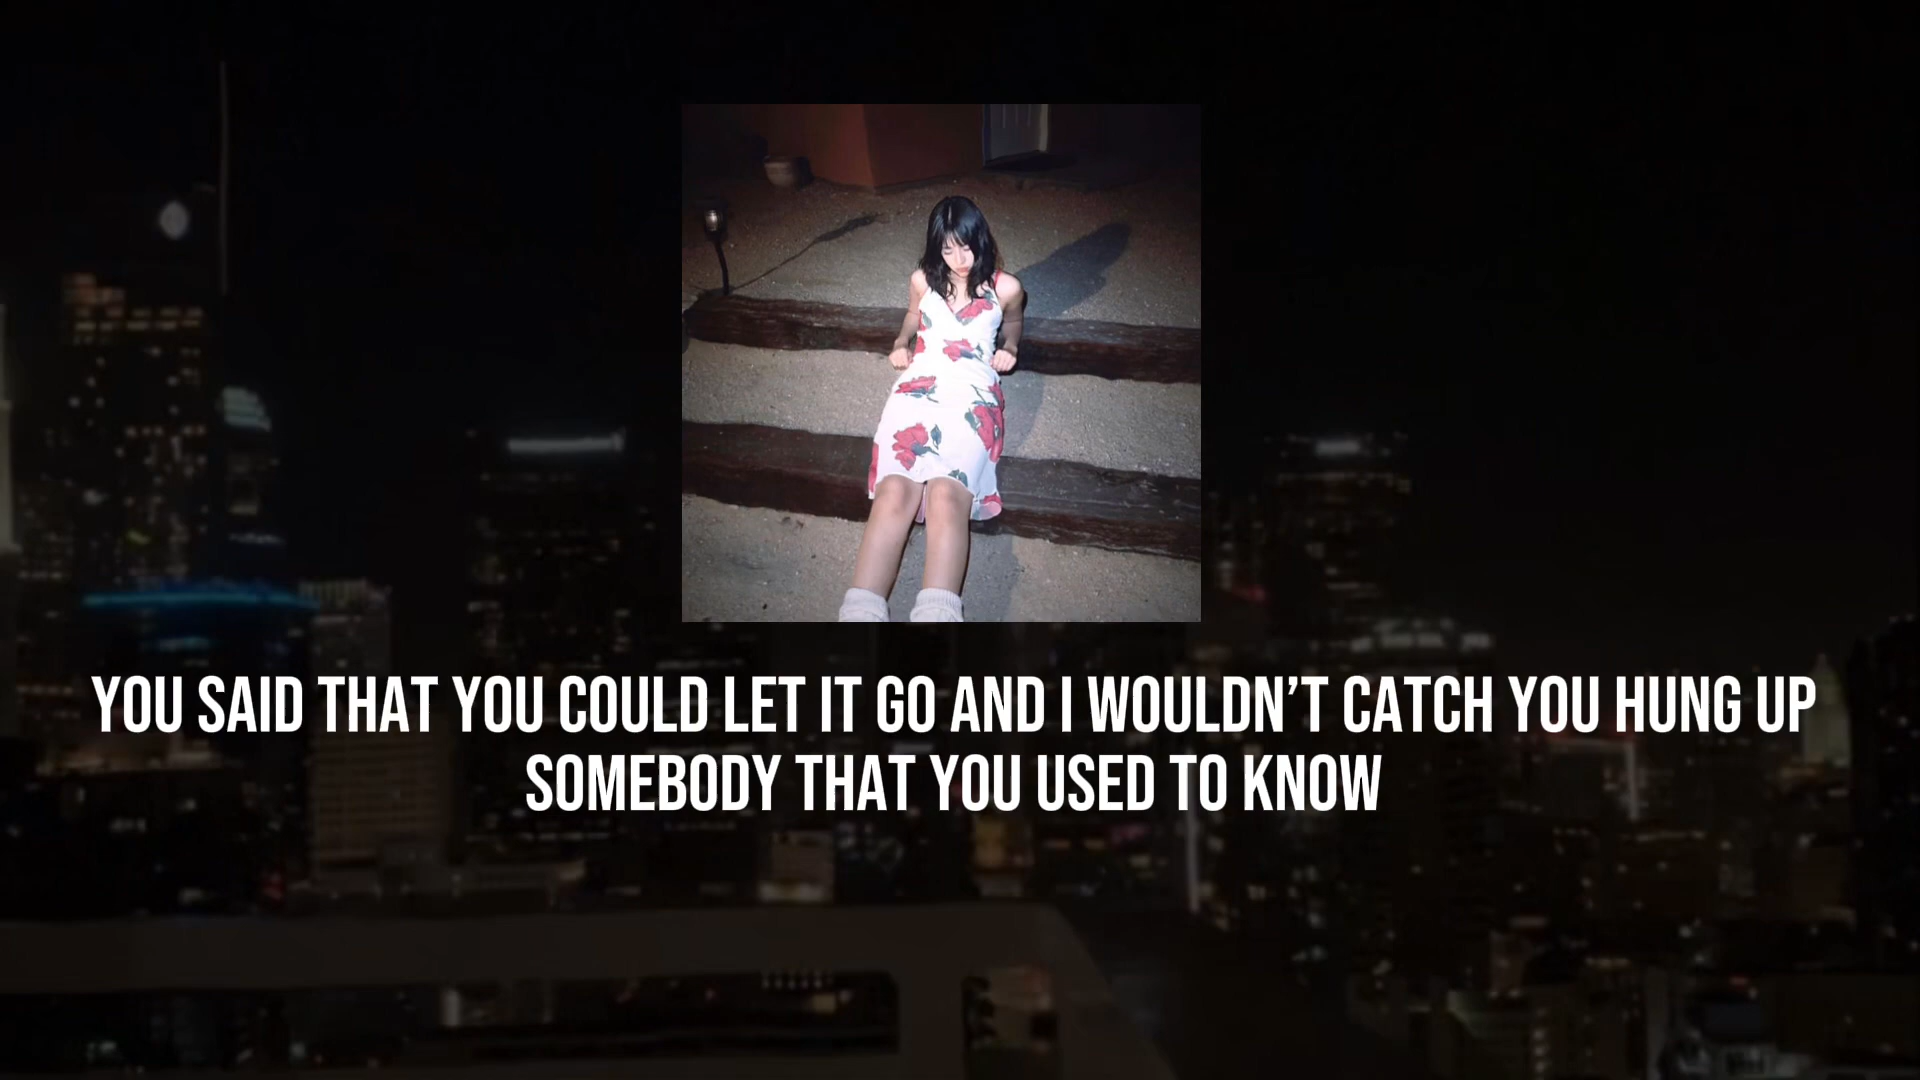 YOU SAID THAT YOU COULD LET IT GO AND I WOULDN’T CATCH YOU HUNG UP
SOMEBODY THAT YOU USED TO KNOW